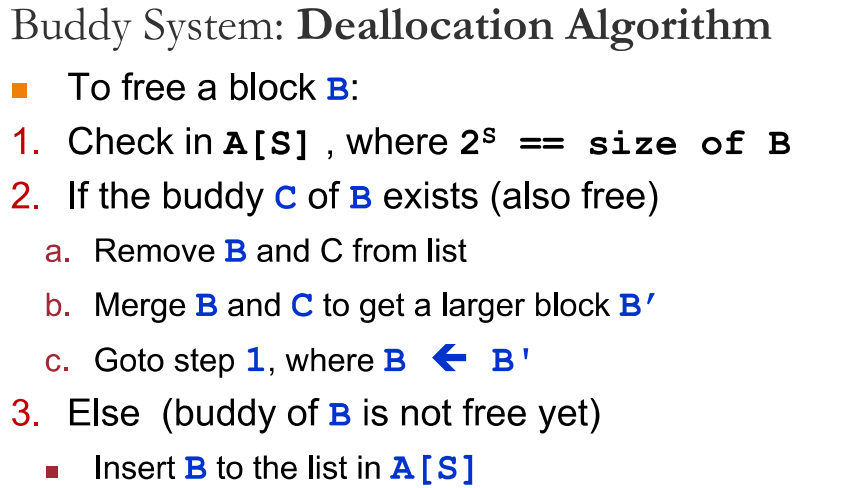 Buddy System: Deallocation Algorithm
■ To free a block B:
1. Check in A[S] , where 2ˢ == size of B
2. If the buddy C of B exists (also free)
a. Remove B and C from list
b. Merge B and C to get a larger block B′
c. Goto step 1, where B 🡸 B'
3. Else (buddy of B is not free yet)
■ Insert B to the list in A[S]